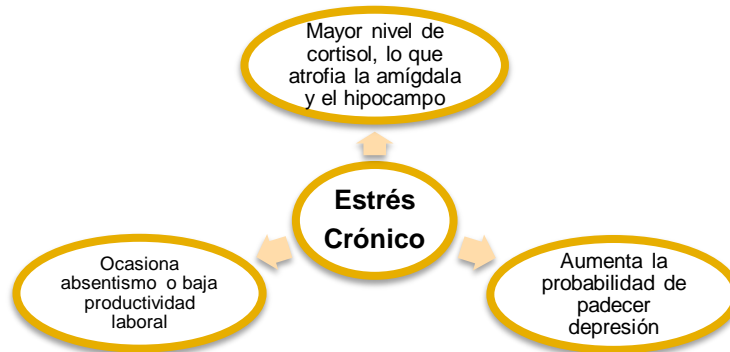 Mayor nivel de
cortisol, lo que
atrofia la amígdala
y el hipocampo
Estrés
Crónico
Ocasiona
absentismo o baja
productividad
laboral
Aumenta la
probabilidad de
padecer
depresión